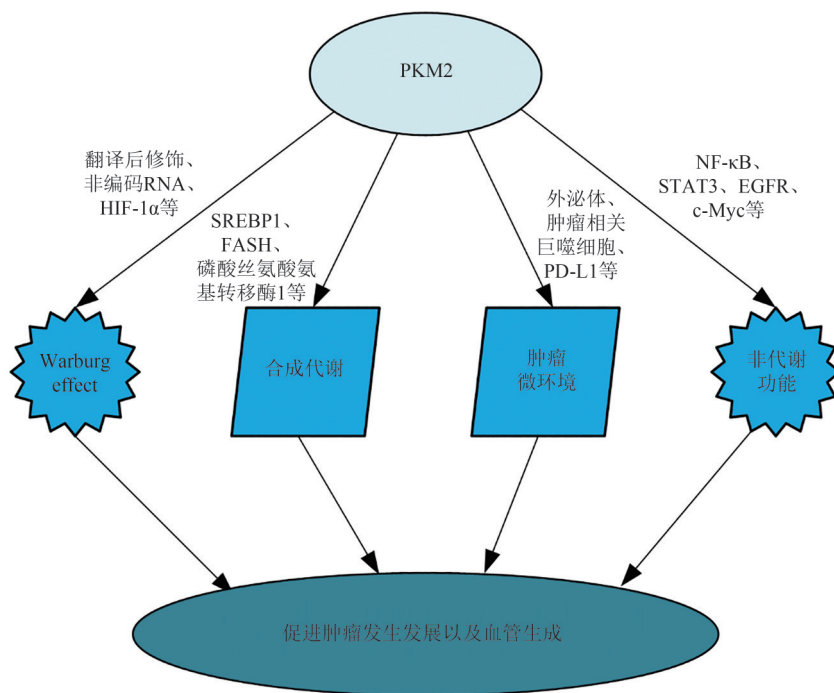 PKM2
翻译后修饰、
非编码RNA、
HIF-1α等
SREBP1、
FASH、
磷酸丝氨酸氨
基转移酶1等
外泌体、
肿瘤相关
巨噬细胞、
PD-L1等
NF-κB、
STAT3、EGFR、
c-Myc等
Warburg
effect
合成代谢
肿瘤
微环境
非代谢
功能
促进肿瘤发生发展以及血管生成